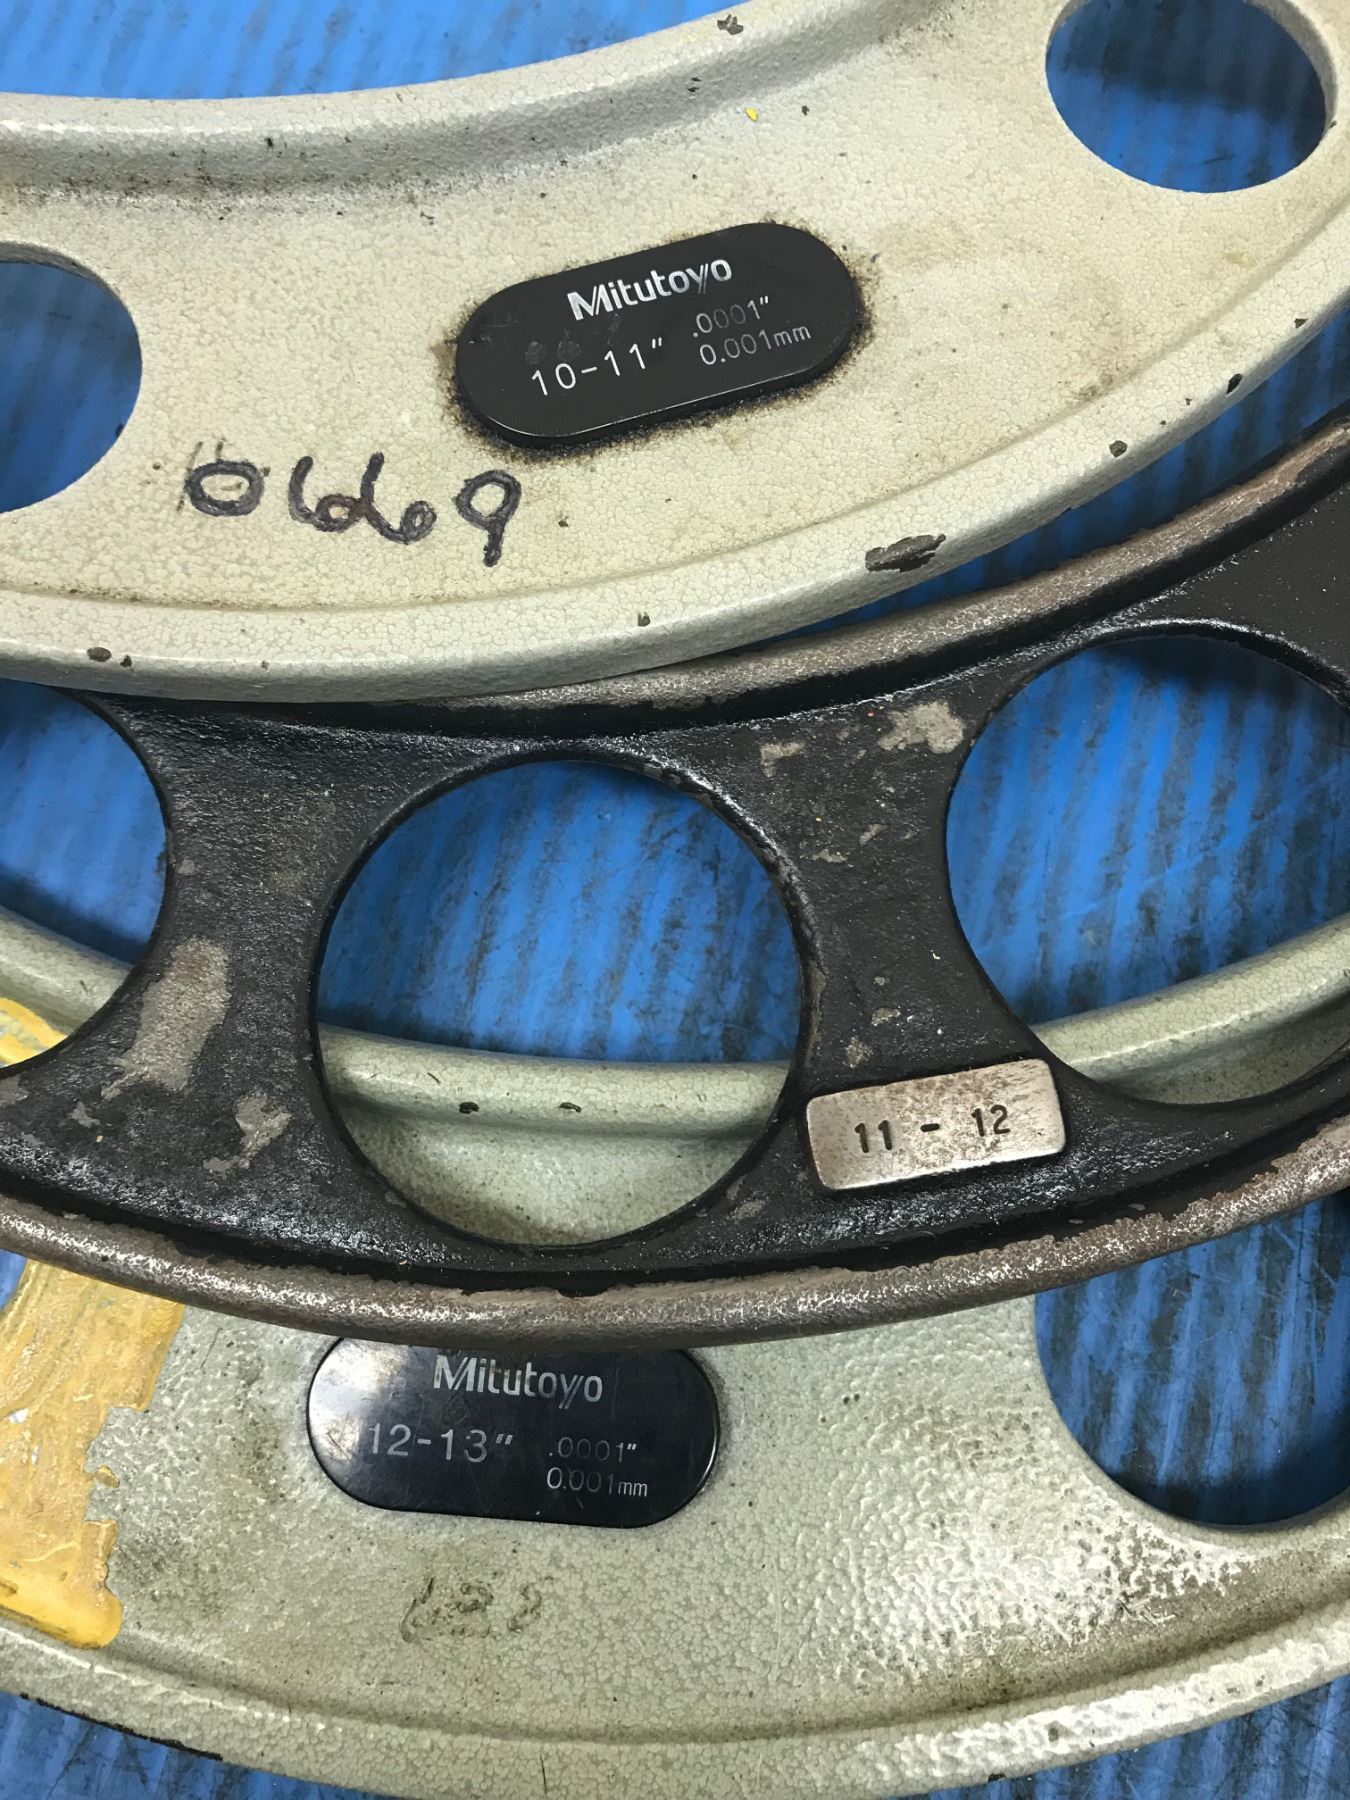 Mitutoyo
10-11" .0001"
0.001mm
0669
11 - 12
Mitutoyo
12-13" .0001"
0.001mm